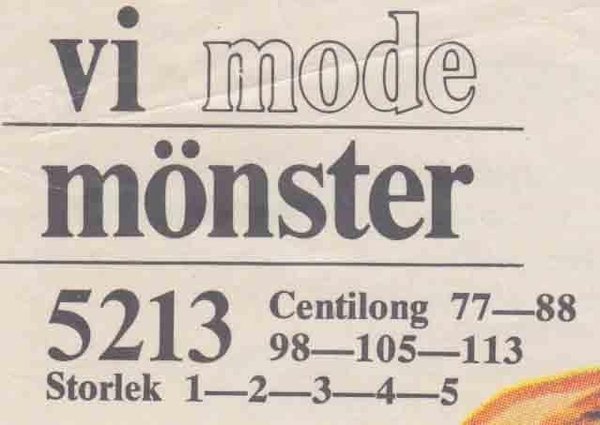 vi mode
mönster
5213 Centilong 77—88
98—105—113
Storlek 1—2—3—4—5